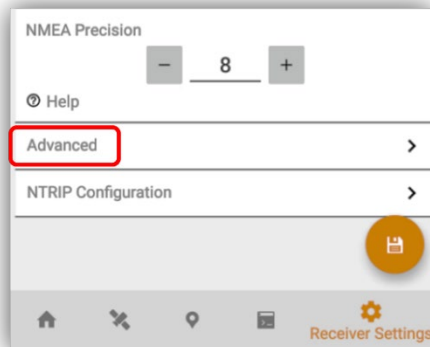 NMEA Precision
− 8 +
Help
Advanced
NTRIP Configuration
Receiver Settings